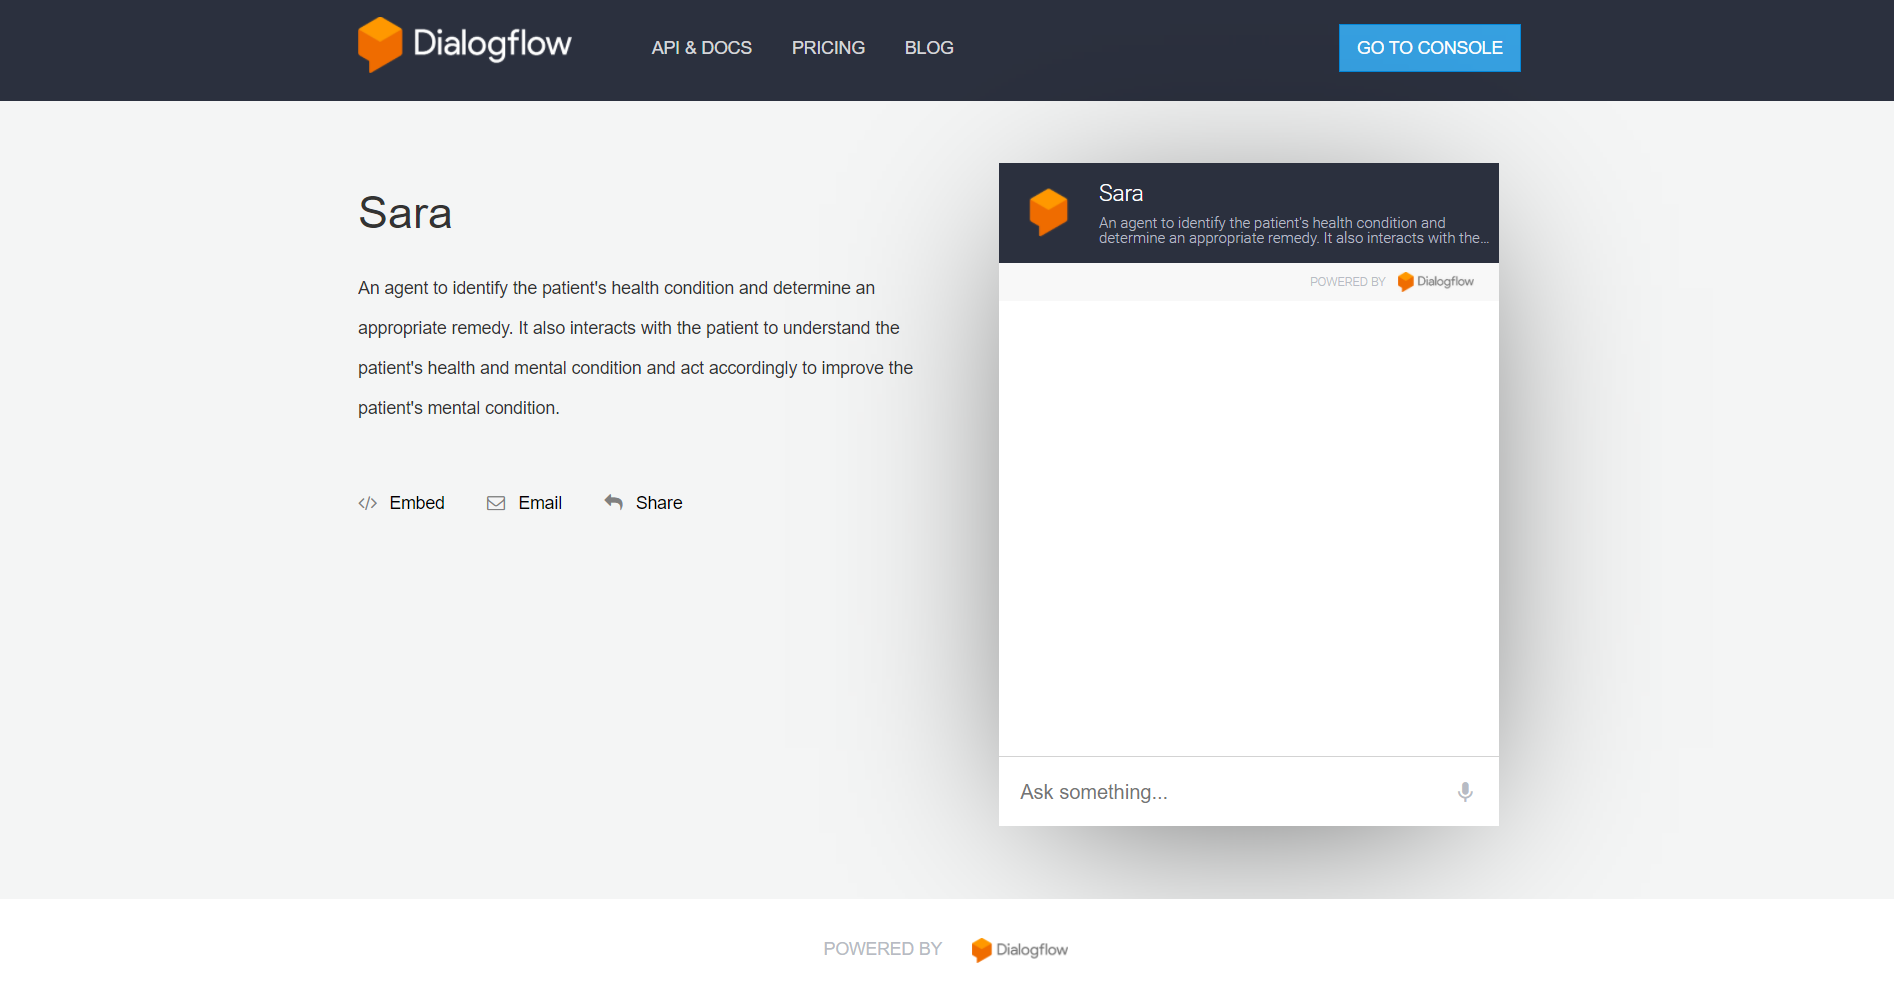 Dialogflow
API & DOCS
PRICING
BLOG
GO TO CONSOLE
Sara
An agent to identify the patient's health condition and determine an
appropriate remedy. It also interacts with the patient to understand the
patient's health and mental condition and act accordingly to improve the
patient's mental condition.
Embed
Email
Share
Sara
An agent to identify the patient's health condition and
determine an appropriate remedy. It also interacts with the...
POWERED BY Dialogflow
Ask something...
POWERED BY Dialogflow